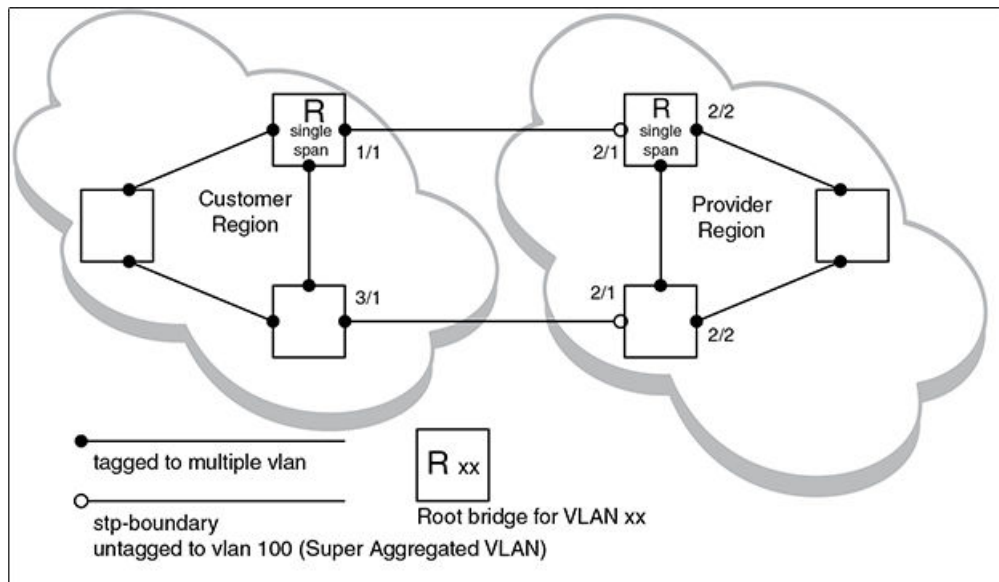 R
single
span
1/1
2/1
R
single
span
2/2
Customer
Region
Provider
Region
3/1
2/1
2/2
tagged to multiple vlan
stp-boundary
untagged to vlan 100 (Super Aggregated VLAN)
R xx
Root bridge for VLAN xx